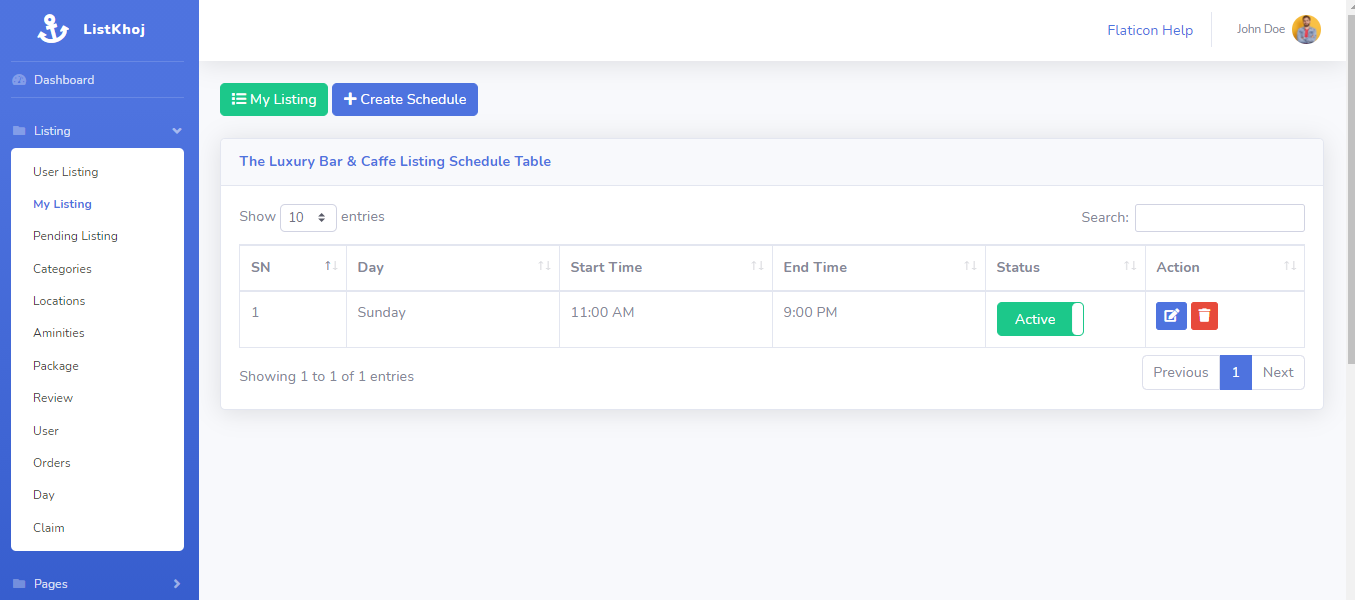 ListKhoj
Flaticon Help
John Doe
Dashboard
Listing
User Listing
My Listing
Pending Listing
Categories
Locations
Aminities
Package
Review
User
Orders
Day
Claim
Pages
My Listing
Create Schedule
The Luxury Bar & Caffe Listing Schedule Table
Show 10 entries
Search:
SN Day Start Time End Time Status Action
1 Sunday 11:00 AM 9:00 PM Active
Showing 1 to 1 of 1 entries
Previous 1 Next